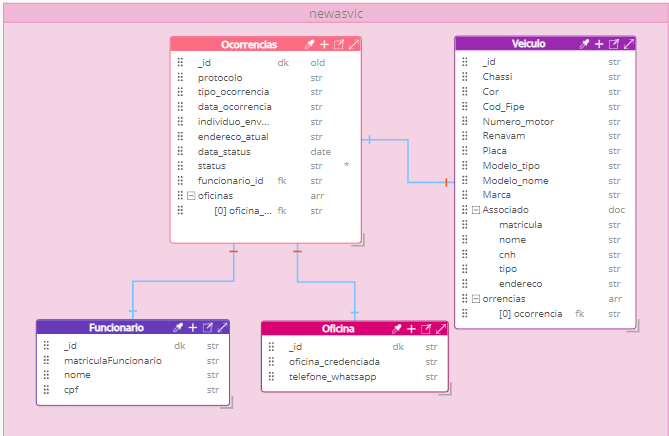 newasvic
Ocorrencias
_id dk oId
protocolo str
tipo_ocorrencia str
data_ocorrencia str
individuo_env... str
endereco_atual str
data_status date
status str *
funcionario_id fk str
oficinas arr
[0] oficina_... fk str
Veiculo
_id str
Chassi str
Cor str
Cod_Fipe str
Numero_motor str
Renavam str
Placa str
Modelo_tipo str
Modelo_nome str
Marca str
Associado doc
matricula str
nome str
cnh str
tipo str
endereco str
orrencias arr
[0] ocorrencia fk str
Funcionario
_id dk str
matriculaFuncionario str
nome str
cpf str
Oficina
_id dk str
oficina_credenciada str
telefone_whatsapp str